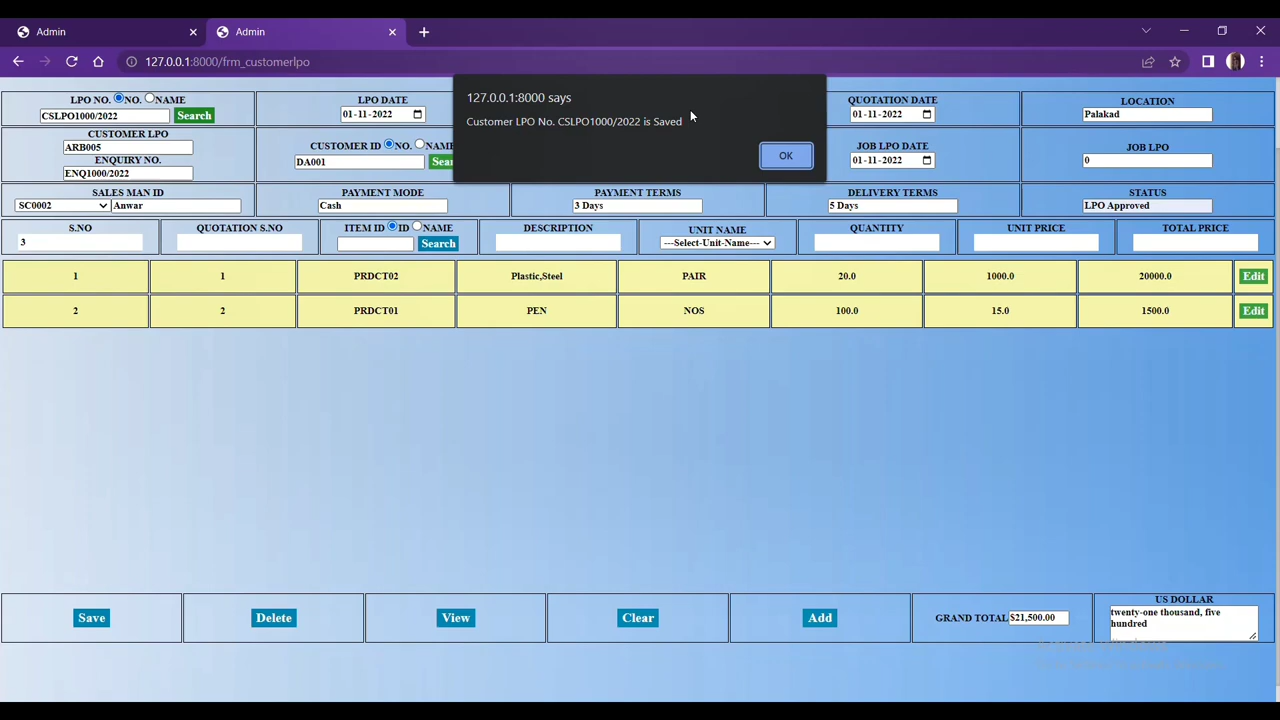 Admin
Admin
127.0.0.1:8000/frm_customerlpo
127.0.0.1:8000 says
Customer LPO No. CSLPO1000/2022 is Saved
OK
LPO NO. NO. NAME
CSLPO1000/2022 Search
LPO DATE
01-11-2022
QUOTATION DATE
01-11-2022
LOCATION
Palakad
CUSTOMER LPO
ARB005
ENQUIRY NO.
ENQ1000/2022
CUSTOMER ID NO. NAME
DA001 Sear
JOB LPO DATE
01-11-2022
JOB LPO
0
SALES MAN ID
SC0002 Anwar
PAYMENT MODE
Cash
PAYMENT TERMS
3 Days
DELIVERY TERMS
5 Days
STATUS
LPO Approved
S.NO
3
QUOTATION S.NO
ITEM ID ID NAME
Search
DESCRIPTION
UNIT NAME
---Select-Unit-Name---
QUANTITY
UNIT PRICE
TOTAL PRICE
1 1 PRDCT02 Plastic,Steel PAIR 20.0 1000.0 20000.0 Edit
2 2 PRDCT01 PEN NOS 100.0 15.0 1500.0 Edit
Save Delete View Clear Add
GRAND TOTAL $21,500.00
US DOLLAR
twenty-one thousand, five
hundred